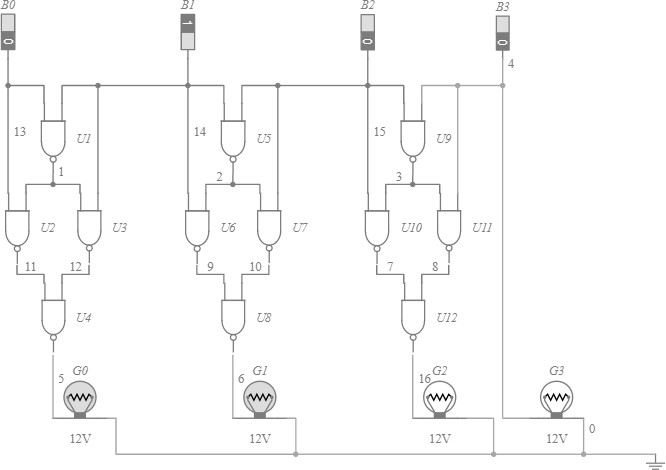 B0 B1 B2 B3
0 1 0 0
4
13 U1 14 U5 15 U9
1 2 3
U2 U3 U6 U7 U10 U11
11 12 9 10 7 8
U4 U8 U12
5 G0 6 G1 16 G2 G3
0
12V 12V 12V 12V